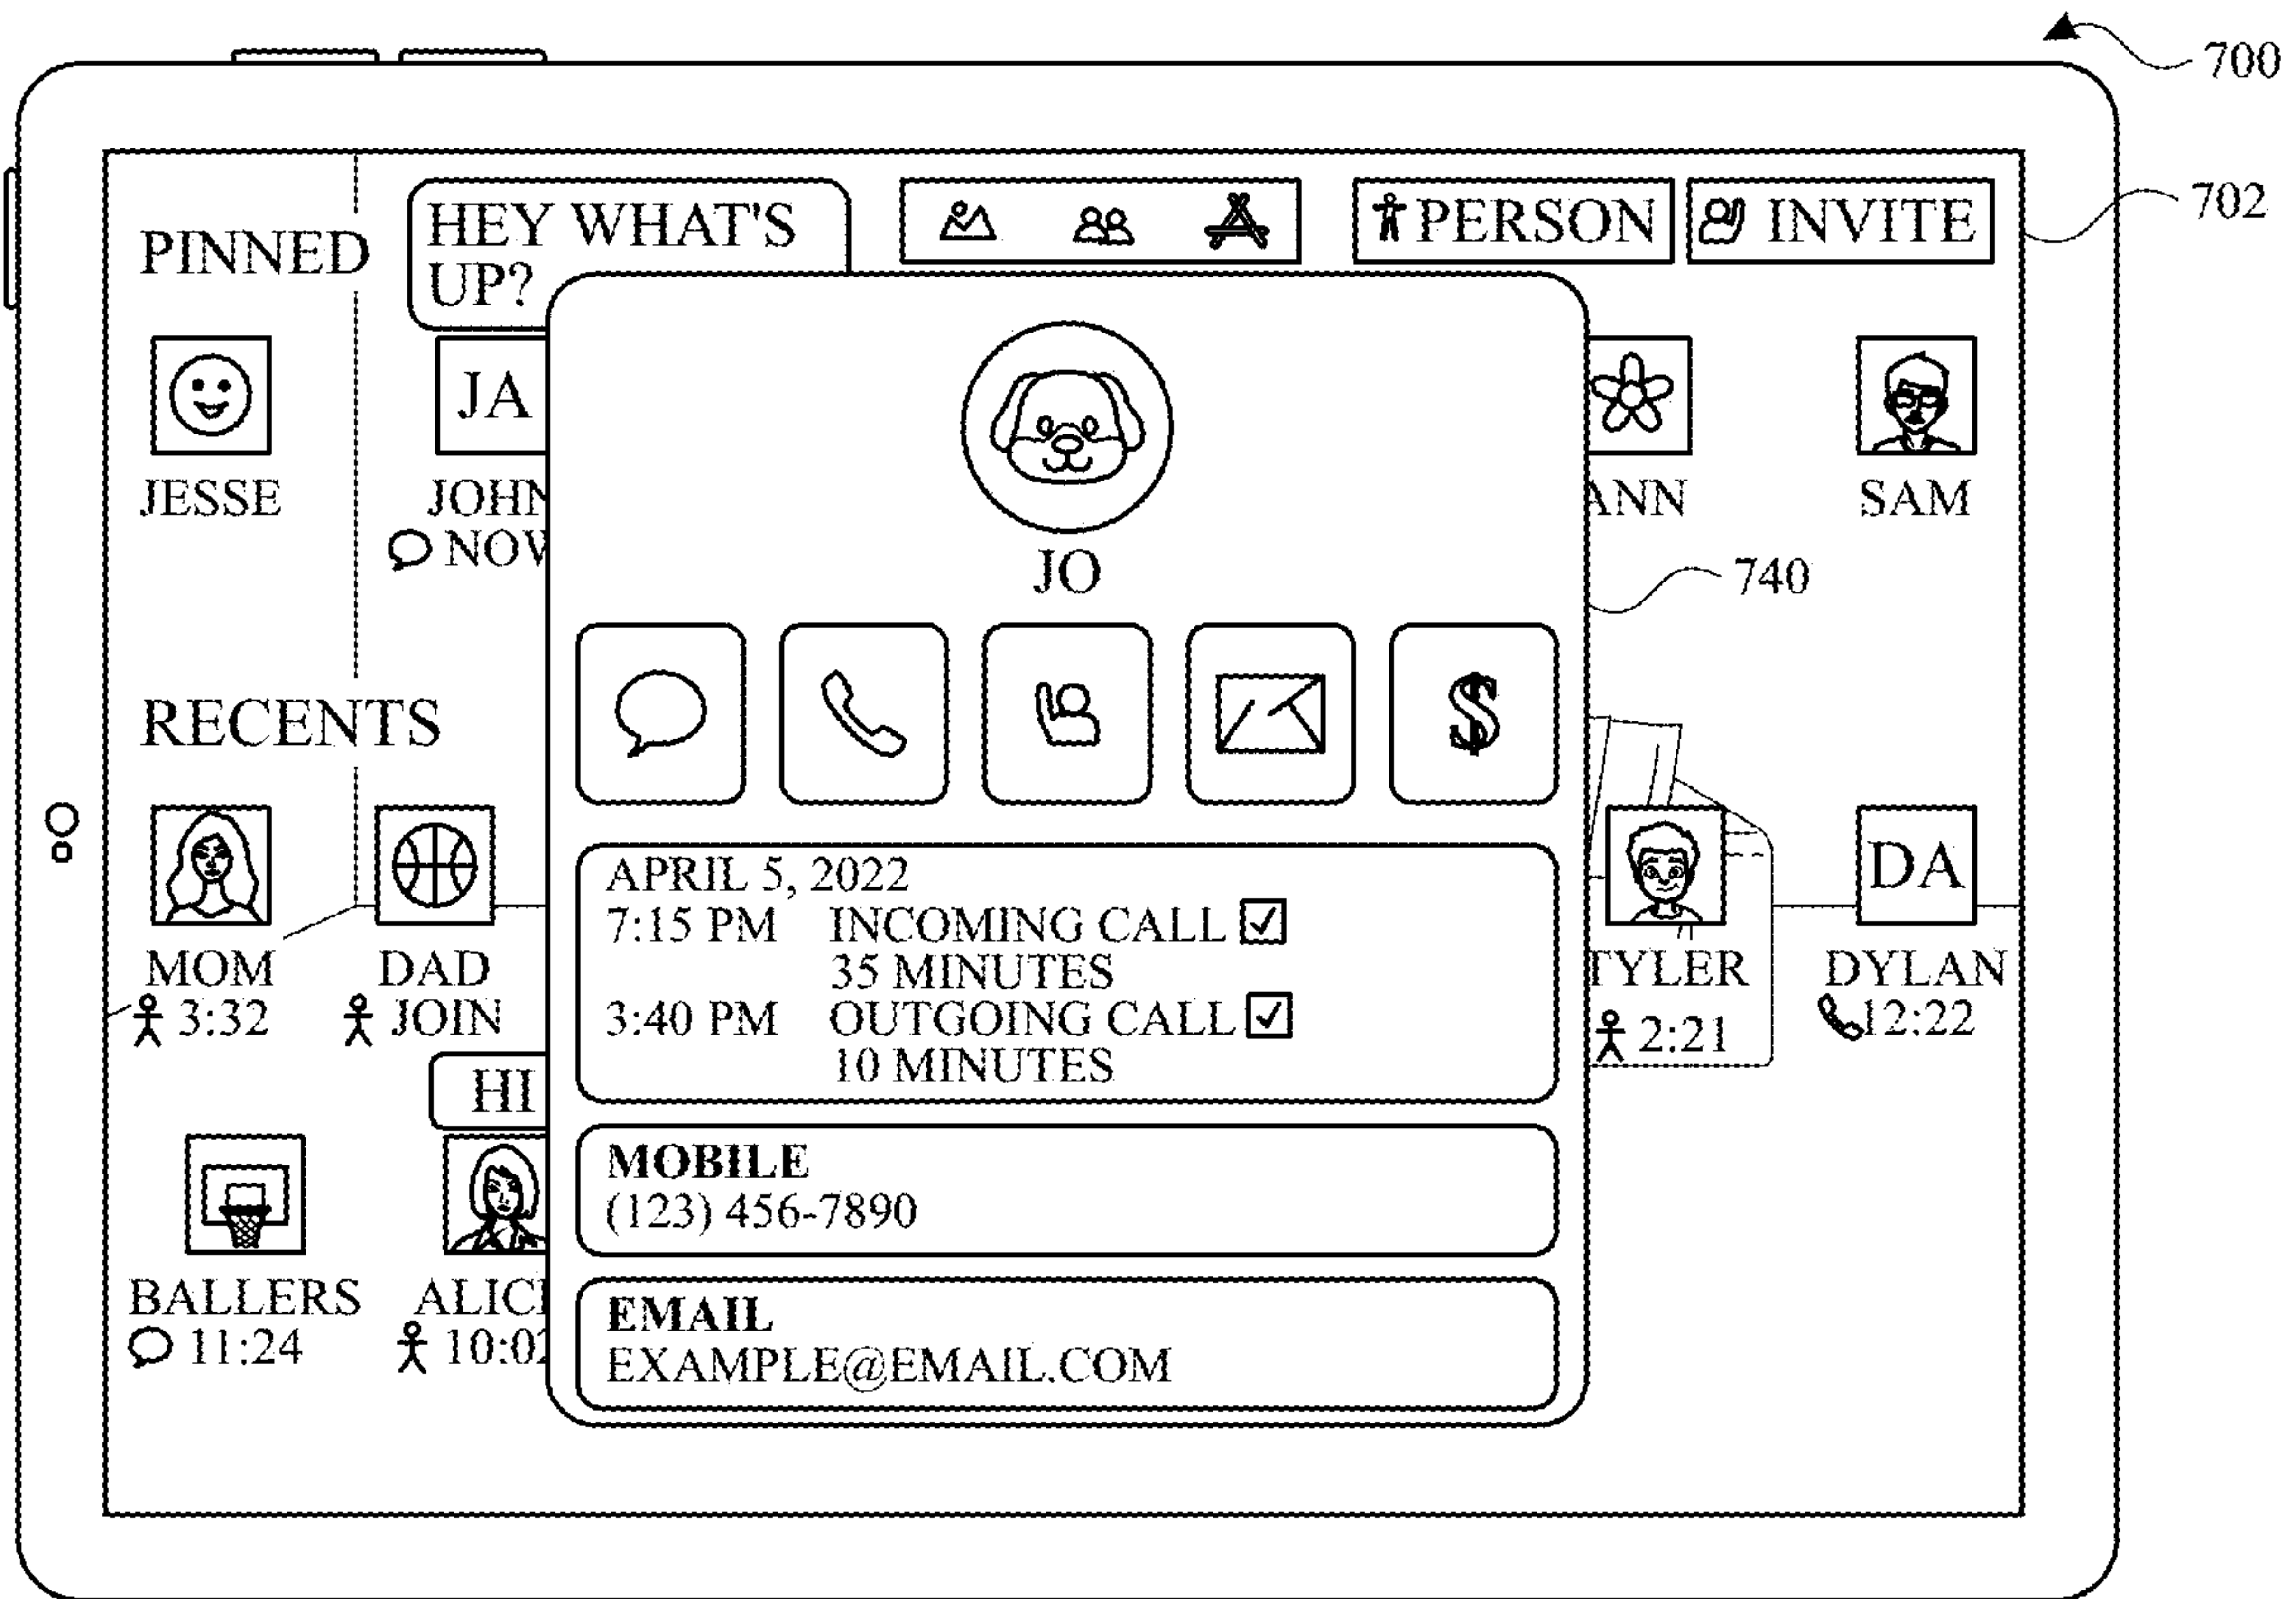 700
702
PINNED
HEY WHAT'S
UP?
PERSON
INVITE
JESSE
JA
JOHN
NOW
ANN
SAM
JO
740
$
RECENTS
MOM
3:32
DAD
JOIN
APRIL 5, 2022
7:15 PM INCOMING CALL
35 MINUTES
3:40 PM OUTGOING CALL
10 MINUTES
TYLER
2:21
DA
DYLAN
12:22
HI
BALLERS
11:24
ALICE
10:02
MOBILE
(123) 456-7890
EMAIL
EXAMPLE@EMAIL.COM